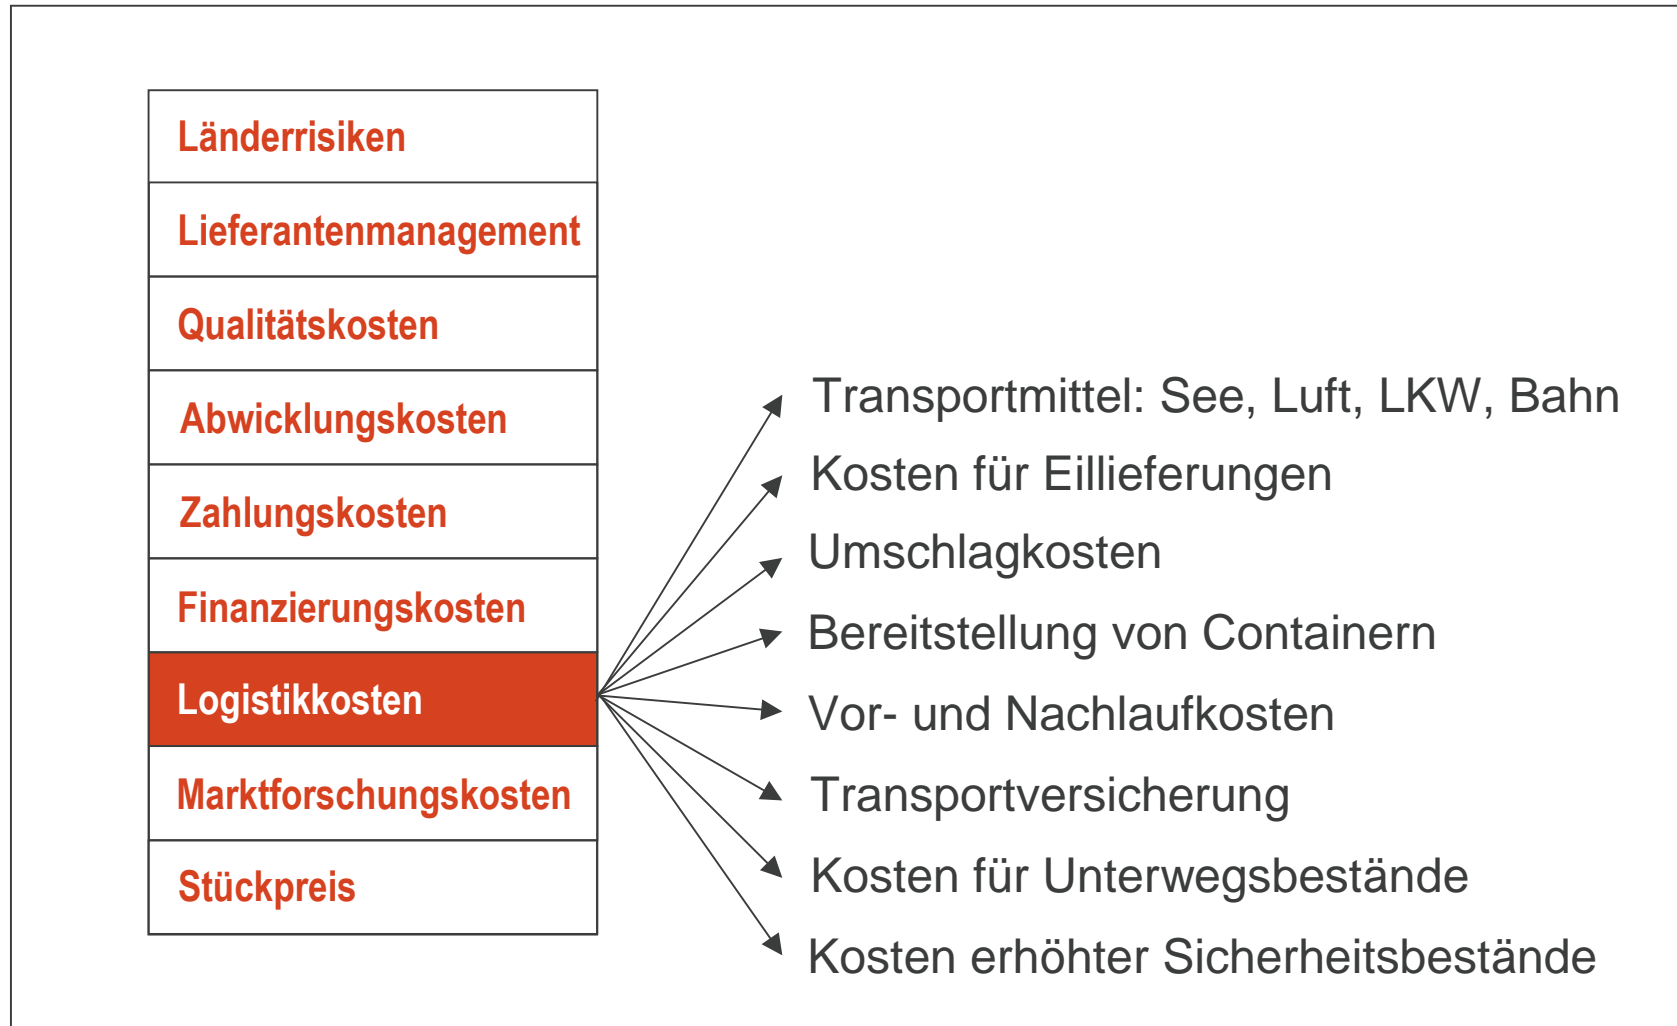 Länderrisiken
Lieferantenmanagement
Qualitätskosten
Abwicklungskosten
Zahlungskosten
Finanzierungskosten
Logistikkosten
Marktforschungskosten
Stückpreis
Transportmittel: See, Luft, LKW, Bahn
Kosten für Eillieferungen
Umschlagkosten
Bereitstellung von Containern
Vor- und Nachlaufkosten
Transportversicherung
Kosten für Unterwegsbestände
Kosten erhöhter Sicherheitsbestände